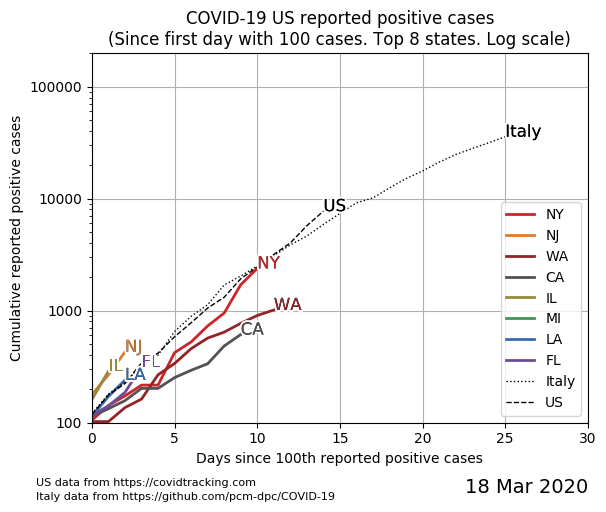 COVID-19 US reported positive cases
(Since first day with 100 cases. Top 8 states. Log scale)
Cumulative reported positive cases
100000
10000
1000
100
Italy
US
NY
WA
CA
NJ
IL
FL
LA
NY
NJ
WA
CA
IL
MI
LA
FL
Italy
US
0
5
10
15
20
25
30
Days since 100th reported positive cases
US data from https://covidtracking.com
Italy data from https://github.com/pcm-dpc/COVID-19
18 Mar 2020